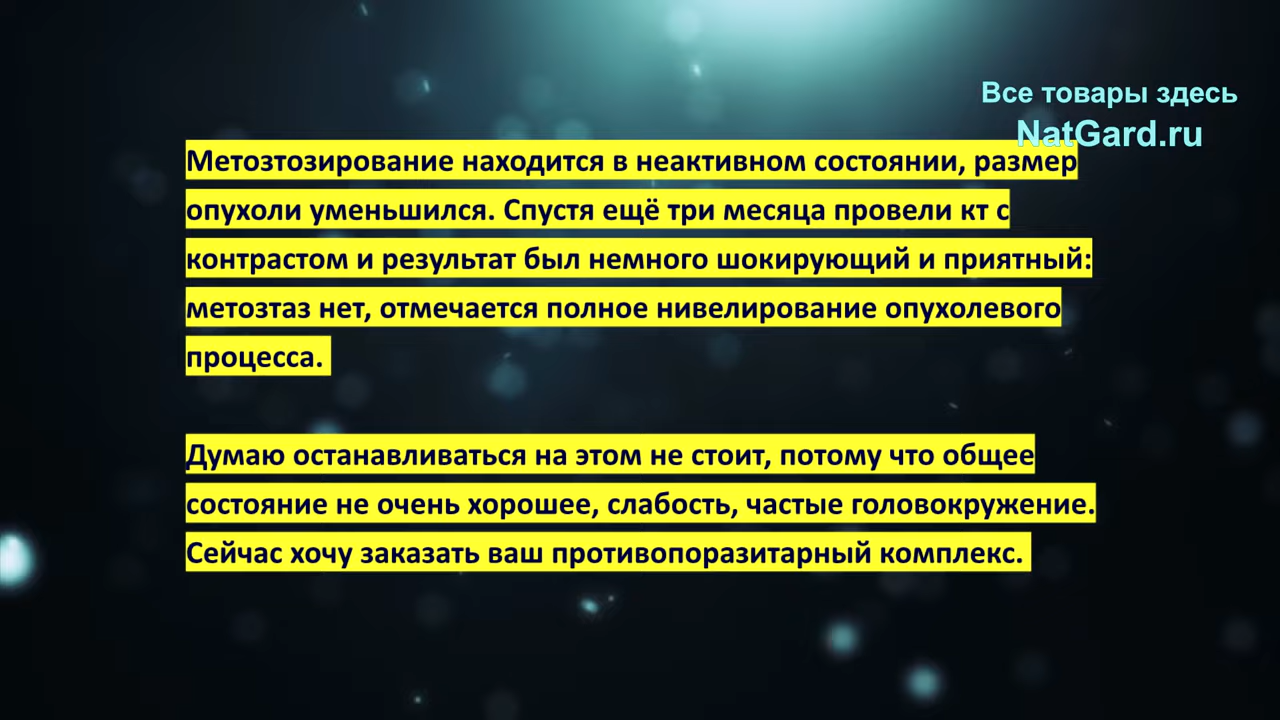 Все товары здесь
NatGard.ru
Метозтозирование находится в неактивном состоянии, размер
опухоли уменьшился. Спустя ещё три месяца провели кт с
контрастом и результат был немного шокирующий и приятный:
метозтаз нет, отмечается полное нивелирование опухолевого
процесса.
Думаю останавливаться на этом не стоит, потому что общее
состояние не очень хорошее, слабость, частые головокружение.
Сейчас хочу заказать ваш противопоразитарный комплекс.